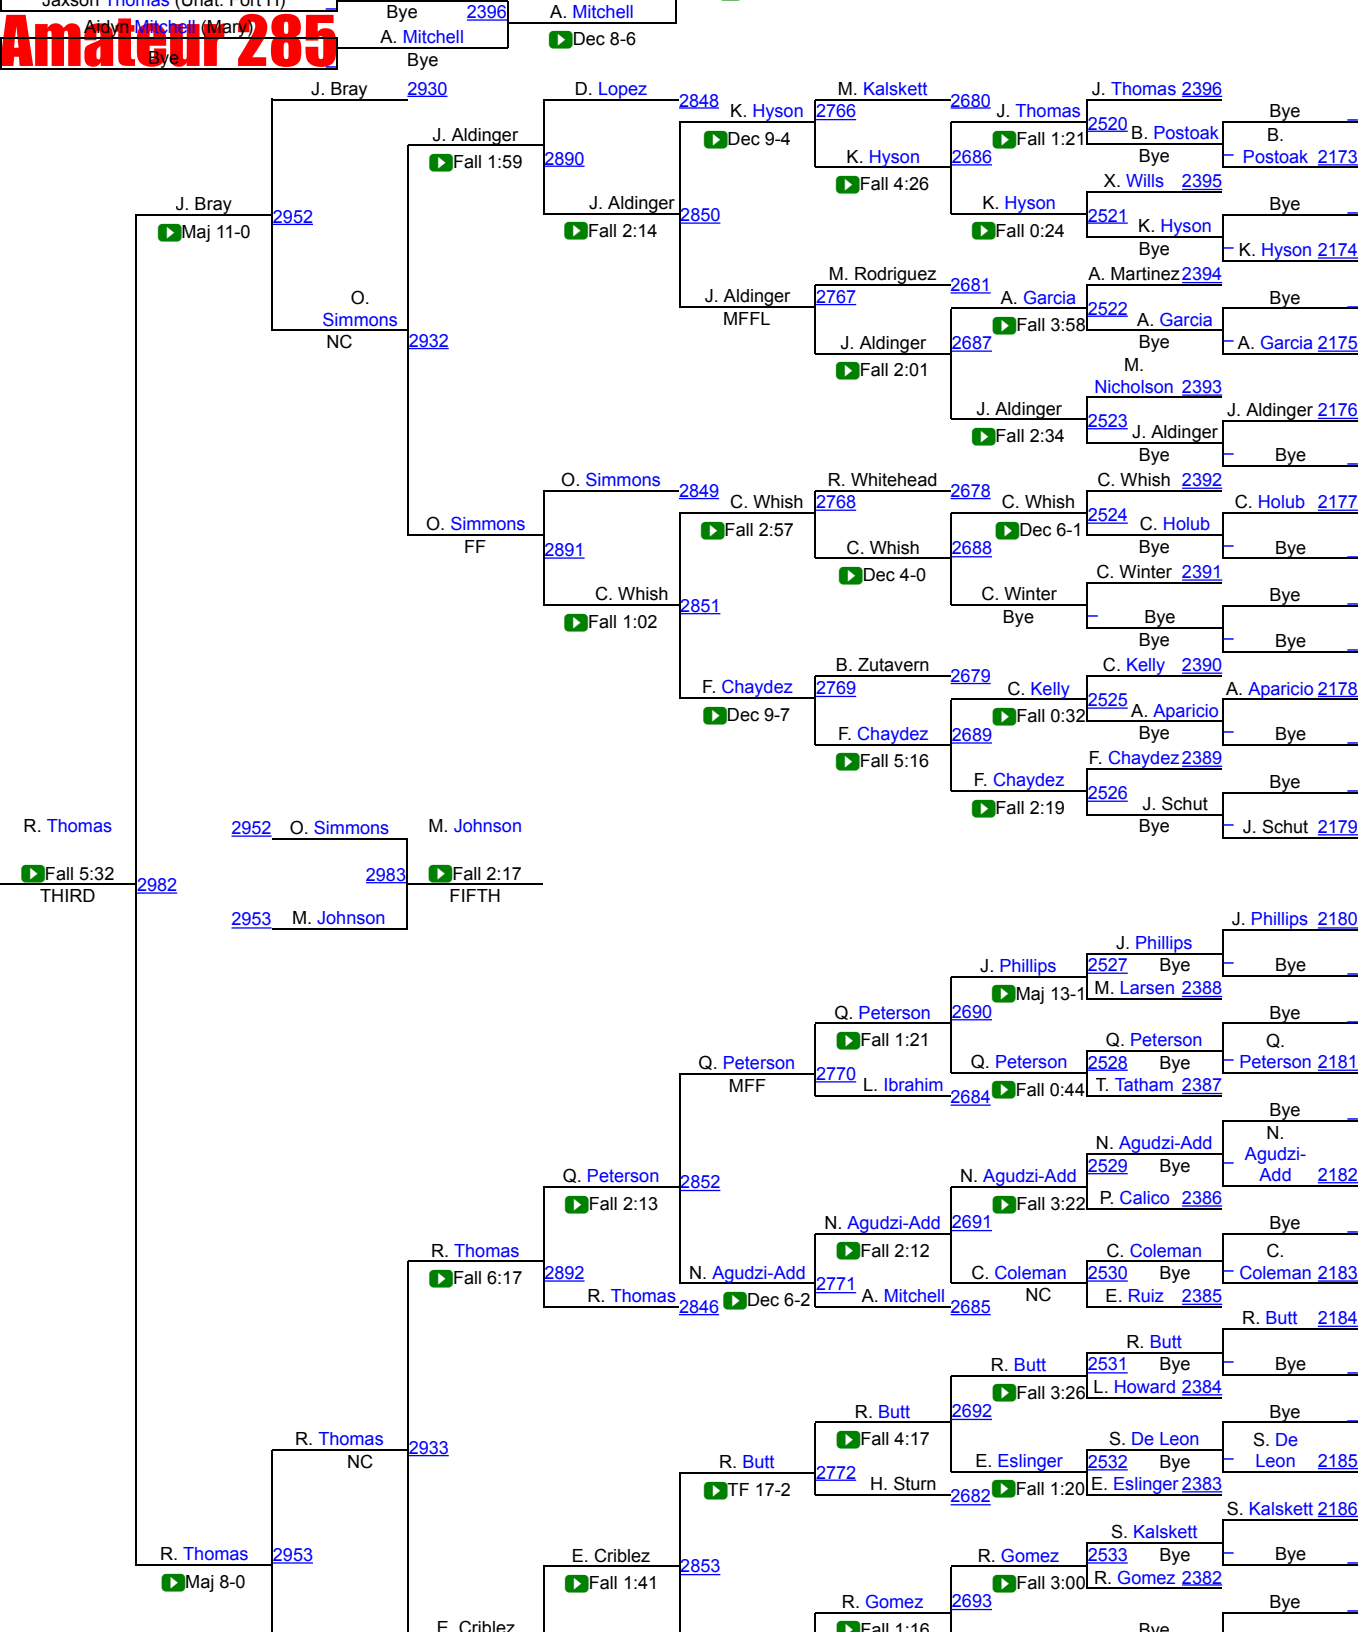 Jaxson Thomas (Unat. Fort H)
Bye 2396 A. Mitchell
Aidyn Mitchell (Mary)
Amateur 285
A. Mitchell
Dec 8-6
Bye
Bye
J. Bray 2930 D. Lopez 2848 M. Kalskett 2680 J. Thomas 2396
K. Hyson 2766 J. Thomas Bye
J. Aldinger Dec 9-4 Fall 1:21 2520 B. Postoak B.
Fall 1:59 2890 K. Hyson 2686 Bye Postoak 2173
Fall 4:26 X. Wills 2395
J. Bray 2952 J. Aldinger 2850 K. Hyson 2521 K. Hyson Bye
Maj 11-0 Fall 2:14 Fall 0:24 Bye K. Hyson 2174
M. Rodriguez 2681 A. Martinez 2394
O. J. Aldinger 2767 A. Garcia 2522 A. Garcia Bye
Simmons MFFL Fall 3:58
NC 2932 J. Aldinger 2687 Bye A. Garcia 2175
Fall 2:01 M.
Nicholson 2393
J. Aldinger 2523 J. Aldinger J. Aldinger 2176
Fall 2:34 Bye Bye
O. Simmons 2849 R. Whitehead 2678 C. Whish 2392
C. Whish 2768 C. Whish 2524 C. Holub C. Holub 2177
O. Simmons Fall 2:57 Dec 6-1
FF 2891 C. Whish 2688 Bye Bye
Dec 4-0 C. Winter 2391
C. Whish 2851 C. Winter Bye Bye
Fall 1:02 Bye Bye Bye
B. Zutavern 2679 C. Kelly 2390
F. Chaydez 2769 C. Kelly 2525 A. Aparicio A. Aparicio 2178
Dec 9-7 Fall 0:32
F. Chaydez 2689 Bye Bye
Fall 5:16 F. Chaydez 2389
F. Chaydez 2526 J. Schut Bye
Fall 2:19 Bye J. Schut 2179
R. Thomas 2952 O. Simmons M. Johnson
Fall 5:32 2982 2983 Fall 2:17
THIRD FIFTH
2953 M. Johnson
J. Phillips 2180
J. Phillips
J. Phillips 2527 Bye Bye
Maj 13-1 M. Larsen 2388
Q. Peterson 2690 Bye
Fall 1:21 Q. Peterson Q.
Q. Peterson 2770 Q. Peterson 2528 Bye Peterson 2181
MFF L. Ibrahim 2684 Fall 0:44 T. Tatham 2387
Bye
N. Agudzi-Add N.
Q. Peterson 2852 N. Agudzi-Add 2529 Bye Agudzi-
Add 2182
Fall 2:13 Fall 3:22 P. Calico 2386
N. Agudzi-Add 2691 Bye
R. Thomas Fall 2:12 C. Coleman C.
Fall 6:17 2892 N. Agudzi-Add 2771 C. Coleman 2530 Bye Coleman 2183
R. Thomas 2846 Dec 6-2 A. Mitchell 2685 NC E. Ruiz 2385
R. Butt 2184
R. Butt
R. Butt 2531 Bye Bye
Fall 3:26 L. Howard 2384
R. Butt 2692 Bye
R. Thomas 2933 Fall 4:17 S. De Leon S. De
NC R. Butt 2772 E. Eslinger 2532 Bye Leon 2185
TF 17-2 H. Sturn 2682 Fall 1:20 E. Eslinger 2383
S. Kalskett 2186
S. Kalskett
R. Thomas 2953 E. Criblez 2853 R. Gomez 2533 Bye Bye
Maj 8-0 Fall 1:41 Fall 3:00 R. Gomez 2382
R. Gomez 2693 Bye
E. Criblez Fall 1:16 Bye